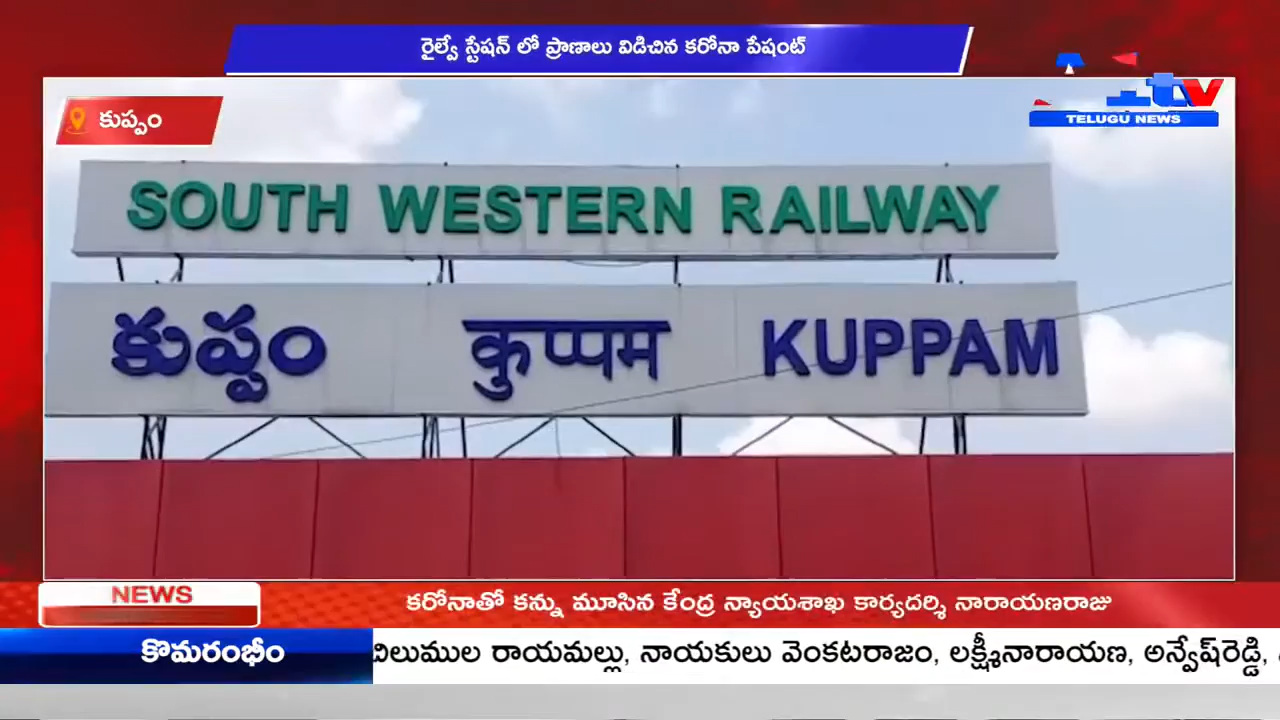 రైల్వే స్టేషన్ లో ప్రాణాలు విడిచిన కరోనా పేషంట్
కుప్పం
TELUGU NEWS
SOUTH WESTERN RAILWAY
కుప్పం कुप्पम KUPPAM
NEWS
కరోనాతో కన్ను మూసిన కేంద్ర న్యాయశాఖ కార్యదర్శి నారాయణరాజు
కొమరంభీం
రాయమల్లు, నాయకులు వెంకటరాజం, లక్ష్మీనారాయణ, అన్వేష్‌రెడ్డి,